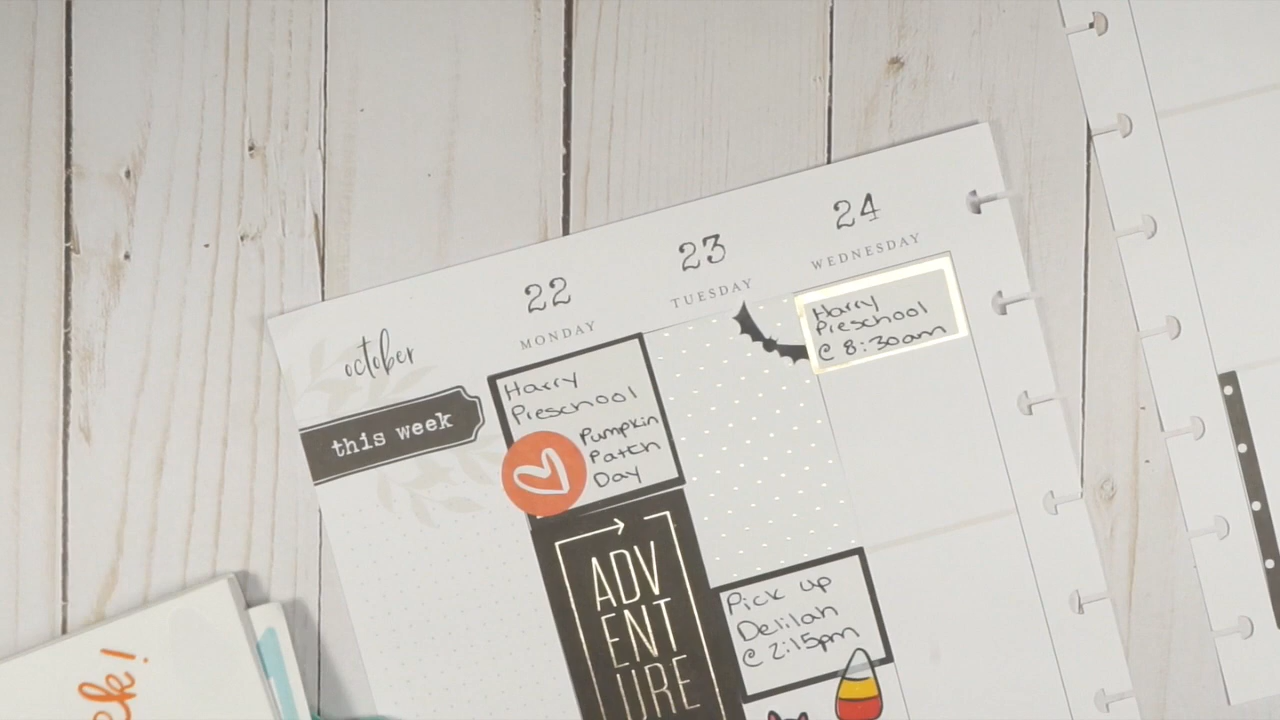 october
this week
22
MONDAY
Harry
Preschool
Pumpkin
Patch
Day
ADV
ENT
URE
23
TUESDAY
Pick up
Delilah
@ 2:15pm
24
WEDNESDAY
Harry
Preschool
@ 8:30am